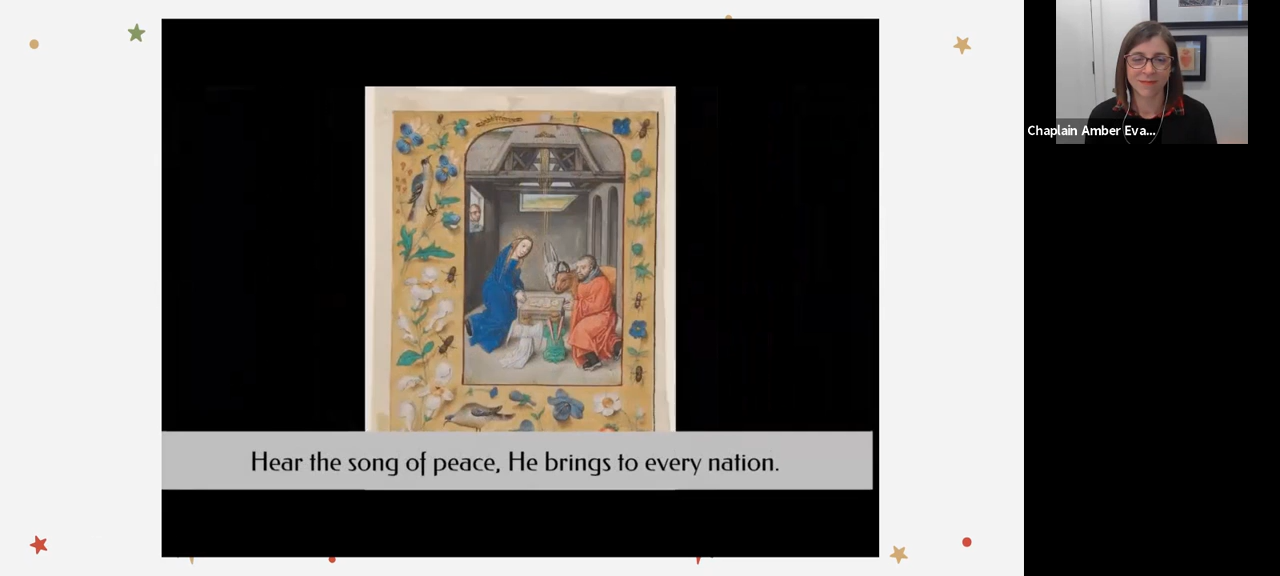 Chaplain Amber Eva...
Hear the song of peace, He brings to every nation.